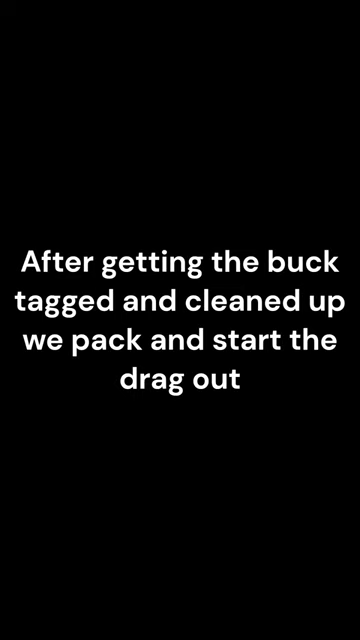 After getting the buck
tagged and cleaned up
we pack and start the
drag out